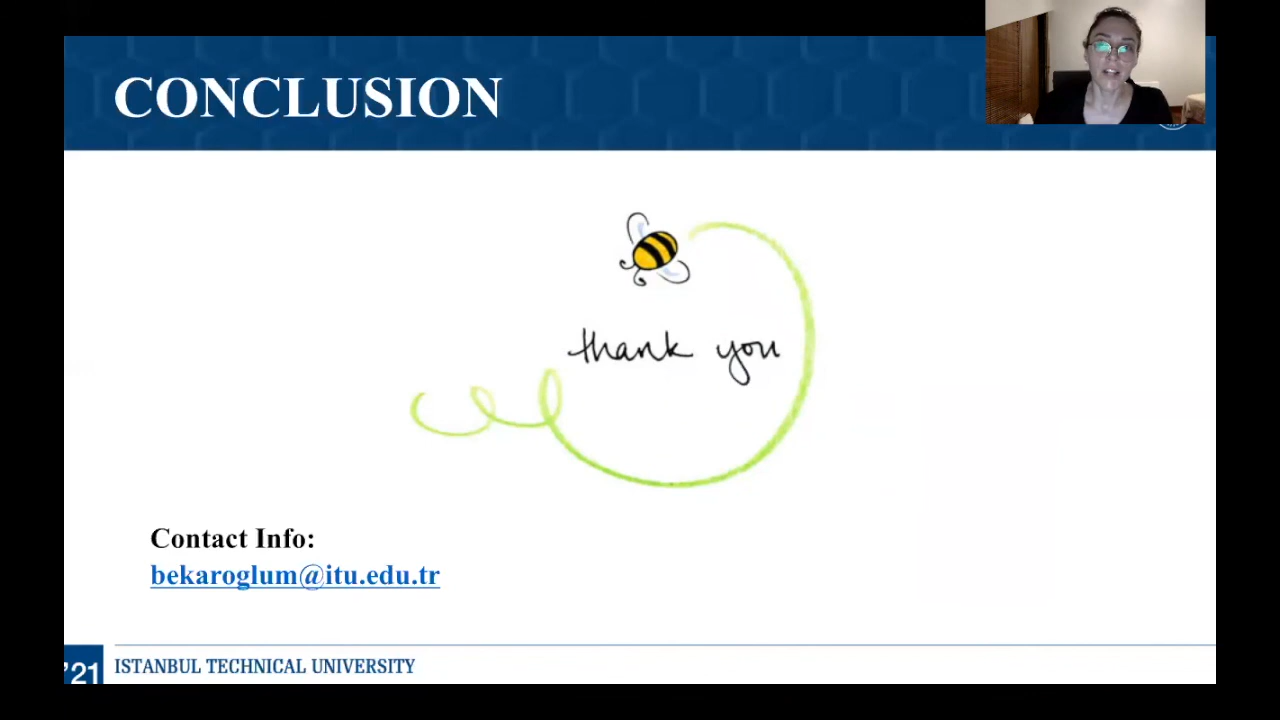 CONCLUSION
thank you
Contact Info:
bekaroglum@itu.edu.tr
'21 ISTANBUL TECHNICAL UNIVERSITY